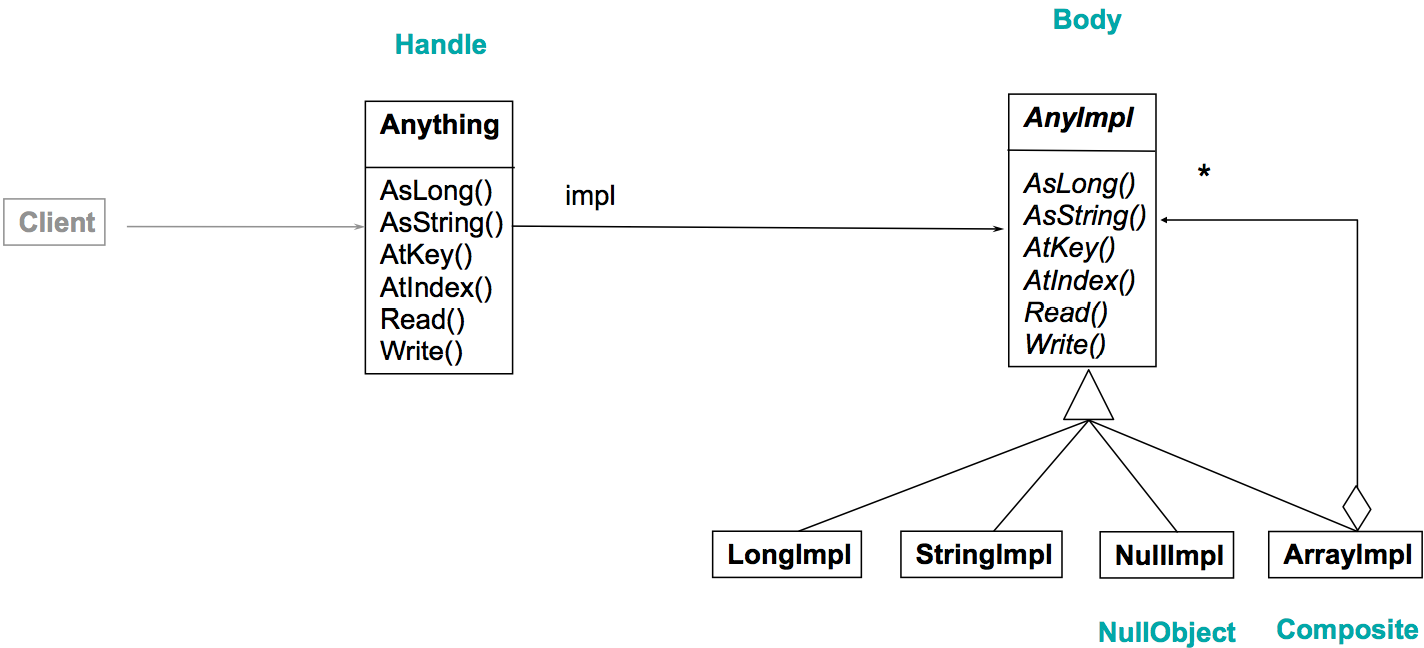 Body
Handle
AnyImpl
Anything
AsLong()
AsString()
AtKey()
AtIndex()
Read()
Write()
impl
AsLong()
AsString()
AtKey()
AtIndex()
Read()
Write()
*
Client
LongImpl
StringImpl
NullImpl
ArrayImpl
NullObject
Composite